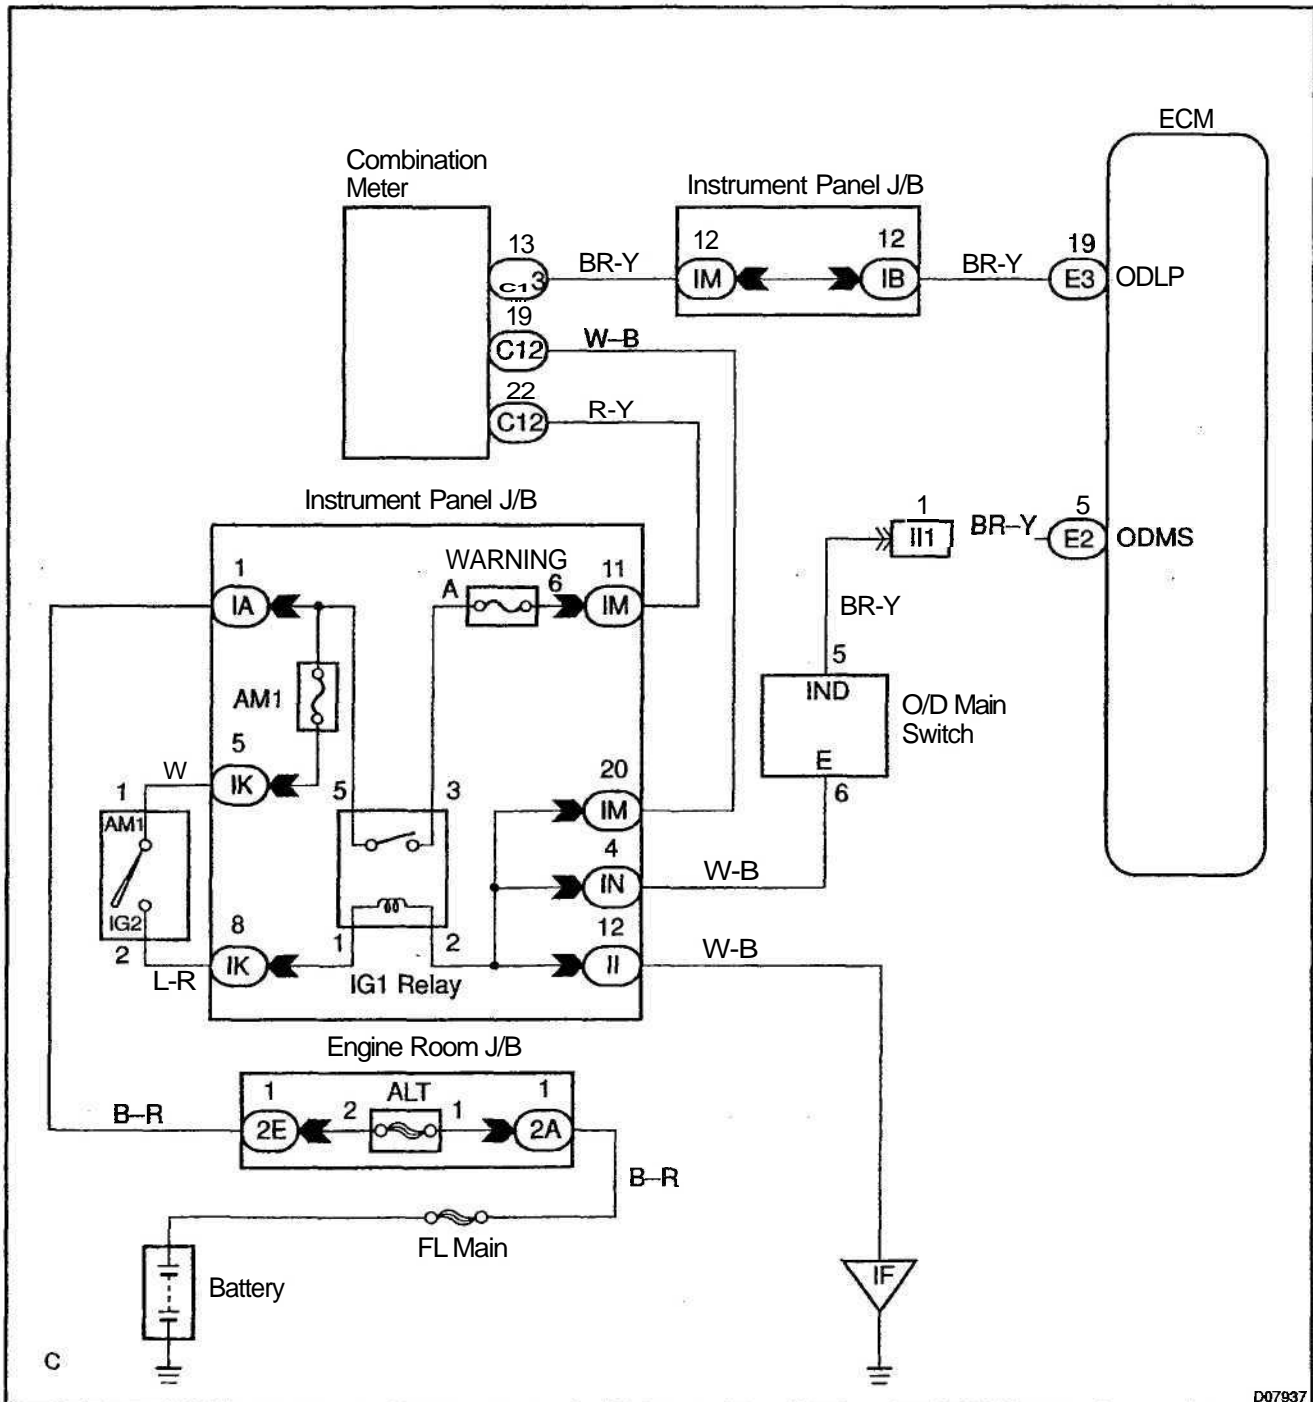 ECM
Combination
Meter
Instrument Panel J/B
13
C13
BR-Y
12
IM
12
IB
BR-Y
19
E3
ODLP
19
C12
W–B
22
C12
R-Y
Instrument Panel J/B
1
II1
BR–Y
5
E2
ODMS
1
IA
WARNING
A
6
11
IM
BR-Y
AM1
5
IND
O/D Main
Switch
E
6
5
IK
W
1
AM1
IG2
2
L-R
5
3
20
IM
4
IN
W-B
8
IK
1
2
IG1 Relay
12
II
W-B
Engine Room J/B
B–R
1
2E
2
ALT
1
1
2A
B–R
FL Main
Battery
IF
C
D07937